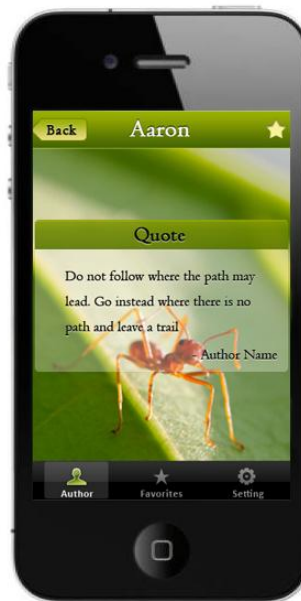 Back Aaron
Quote
Do not follow where the path may
lead. Go instead where there is no
path and leave a trail
- Author Name
Author Favorites Setting